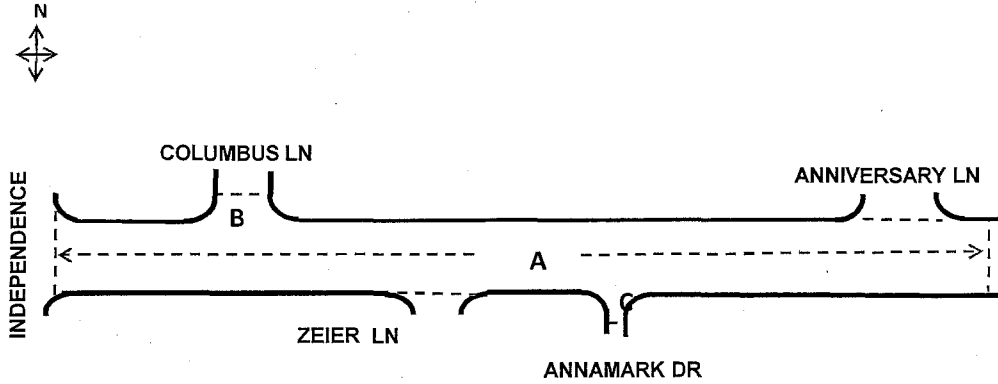 N
COLUMBUS LN
ANNIVERSARY LN
INDEPENDENCE
B
A
C
ZEIER LN
ANNAMARK DR